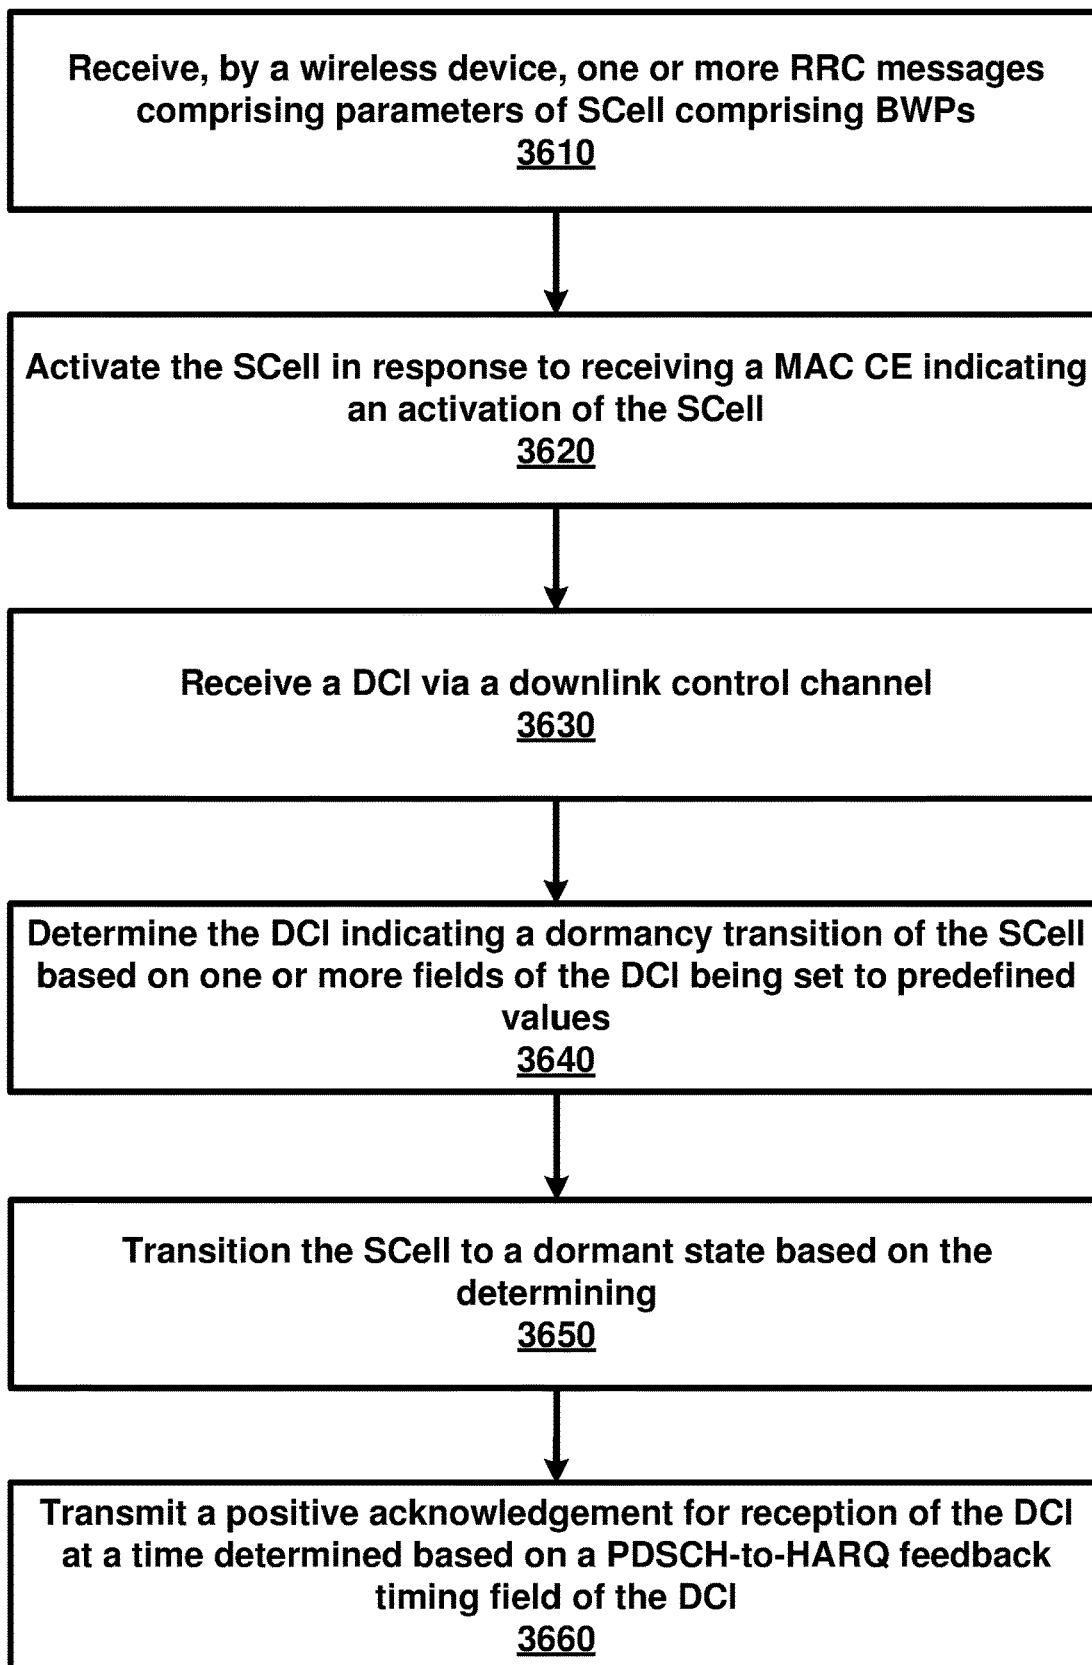 Receive, by a wireless device, one or more RRC messages
comprising parameters of SCell comprising BWPs
3610
Activate the SCell in response to receiving a MAC CE indicating
an activation of the SCell
3620
Receive a DCI via a downlink control channel
3630
Determine the DCI indicating a dormancy transition of the SCell
based on one or more fields of the DCI being set to predefined
values
3640
Transition the SCell to a dormant state based on the
determining
3650
Transmit a positive acknowledgement for reception of the DCI
at a time determined based on a PDSCH-to-HARQ feedback
timing field of the DCI
3660